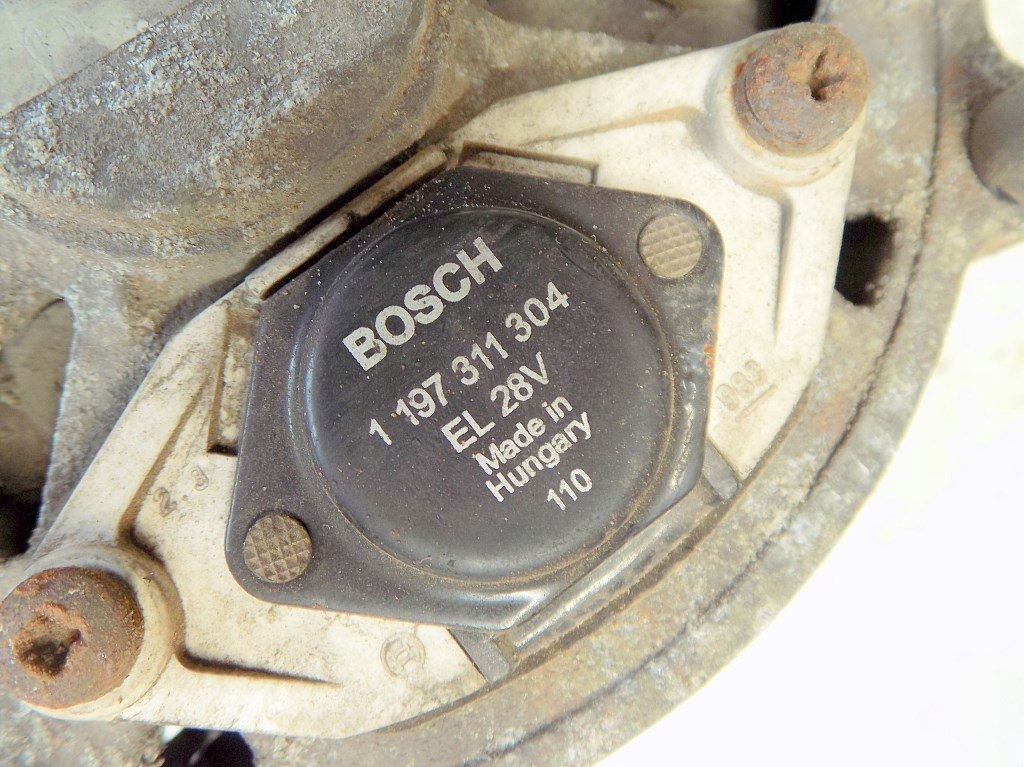 BOSCH
1 197 311 304
EL 28V
Made in
Hungary
110